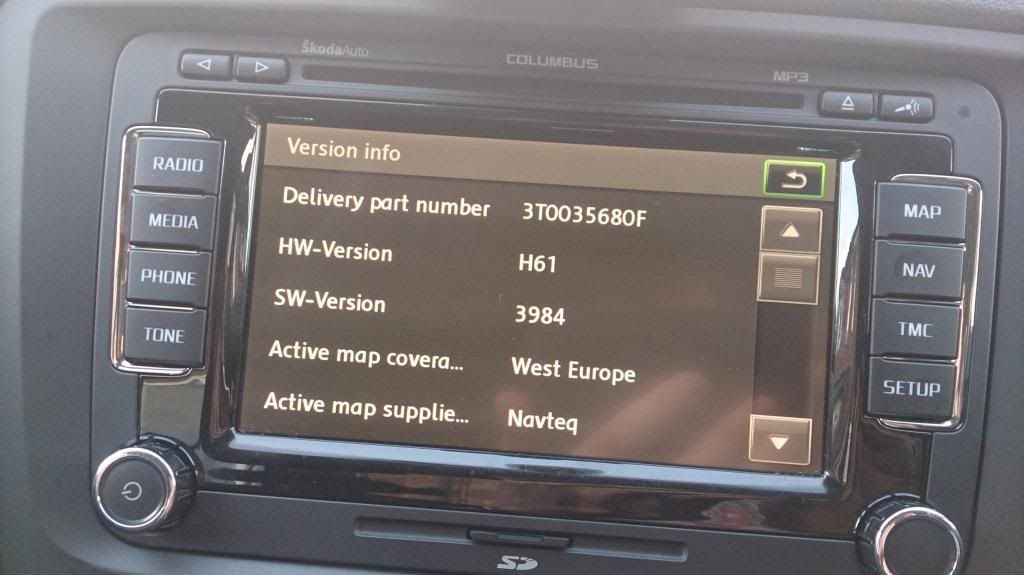 ŠkodaAuto COLUMBUS MP3
RADIO
MEDIA
PHONE
TONE
Version info
Delivery part number 3T0035680F
HW-Version H61
SW-Version 3984
Active map covera... West Europe
Active map supplie... Navteq
MAP
NAV
TMC
SETUP
SD